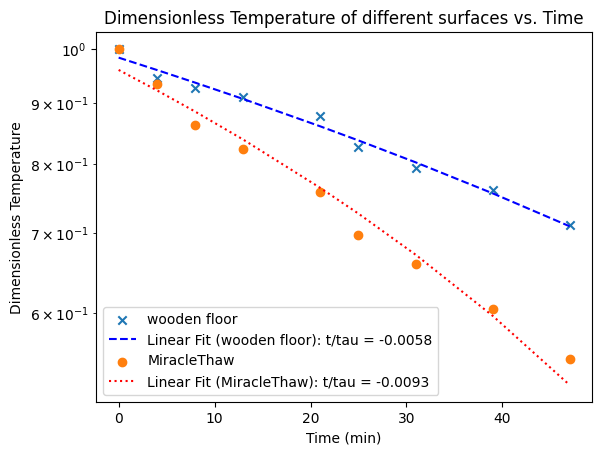 Dimensionless Temperature of different surfaces vs. Time
Dimensionless Temperature
10⁰
9 × 10⁻¹
8 × 10⁻¹
7 × 10⁻¹
6 × 10⁻¹
wooden floor
Linear Fit (wooden floor): t/tau = -0.0058
MiracleThaw
Linear Fit (MiracleThaw): t/tau = -0.0093
0 10 20 30 40
Time (min)